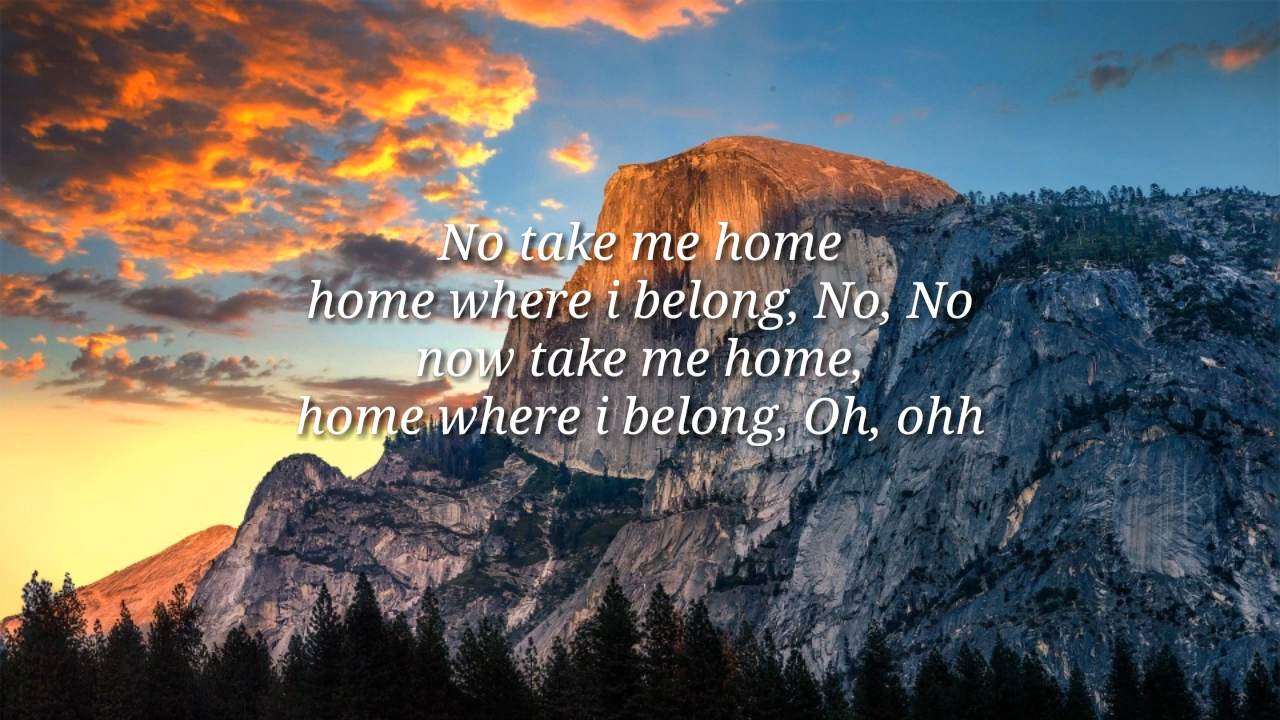 No take me home
home where i belong, No, No
now take me home,
home where i belong, Oh, ohh